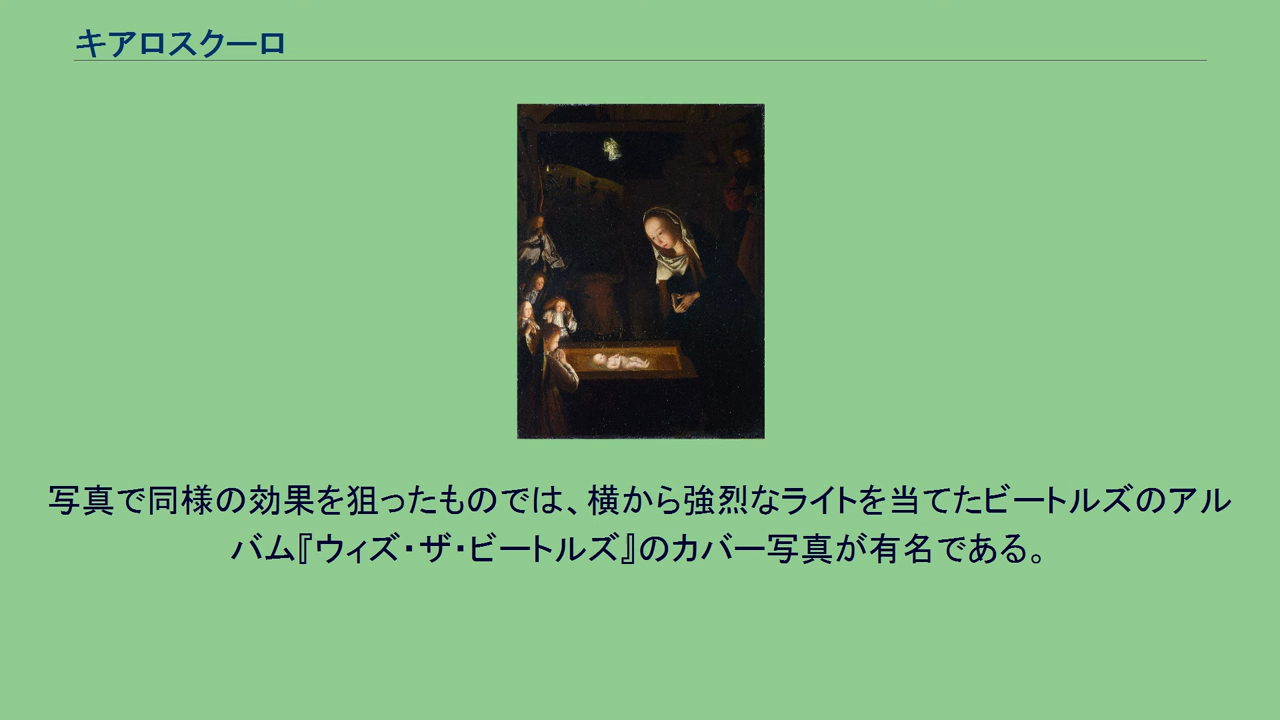 キアロスクーロ
写真で同様の効果を狙ったものでは、横から強烈なライトを当てたビートルズのアル
バム『ウィズ・ザ・ビートルズ』のカバー写真が有名である。